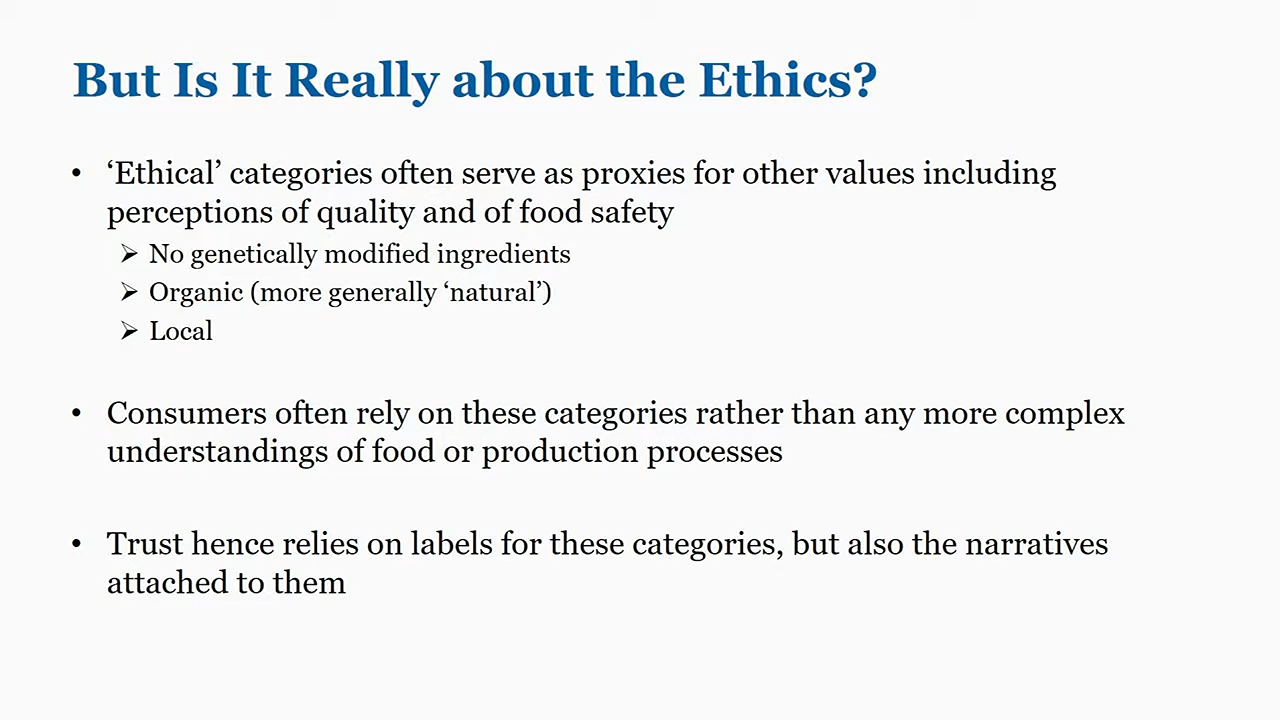 But Is It Really about the Ethics?
• ‘Ethical’ categories often serve as proxies for other values including
perceptions of quality and of food safety
➢ No genetically modified ingredients
➢ Organic (more generally ‘natural’)
➢ Local
• Consumers often rely on these categories rather than any more complex
understandings of food or production processes
• Trust hence relies on labels for these categories, but also the narratives
attached to them